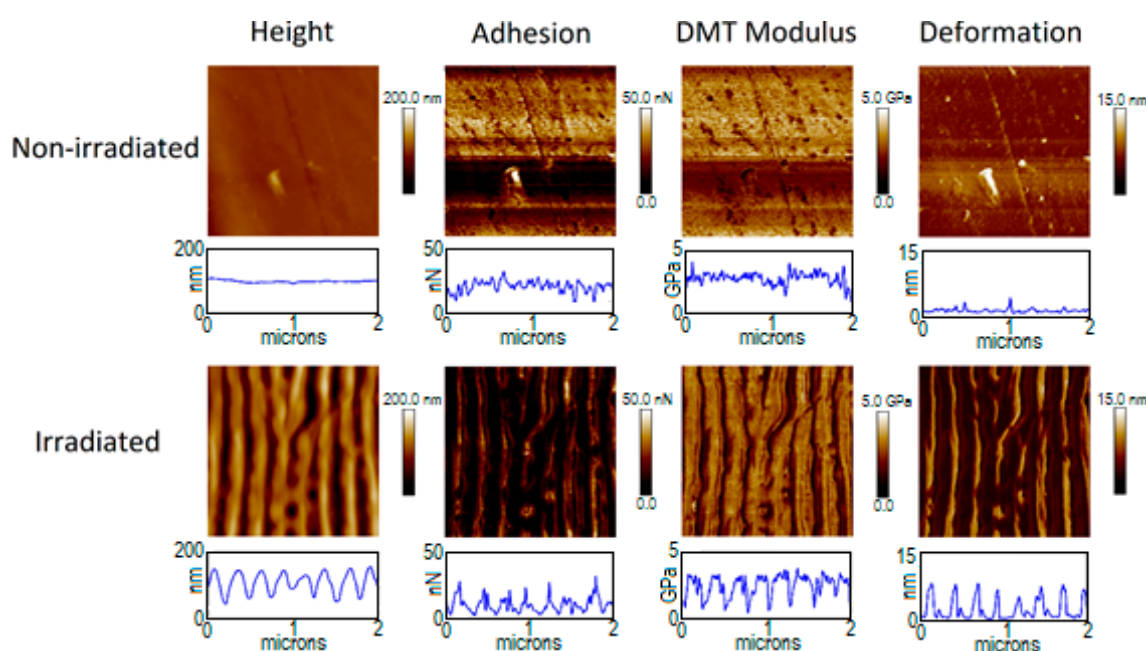 Height Adhesion DMT Modulus Deformation
Non-irradiated
200.0 nm 50.0 nN 5.0 GPa 15.0 nm
0.0 0.0
200 50 5 15
nm nN GPa nm
0 0 0 0
0 1 2 0 1 2 0 1 2 0 1 2
microns microns microns microns
Irradiated
200.0 nm 50.0 nN 5.0 GPa 15.0 nm
0.0 0.0
200 50 5 15
nm nN GPa nm
0 0 0 0
0 1 2 0 1 2 0 1 2 0 1 2
microns microns microns microns